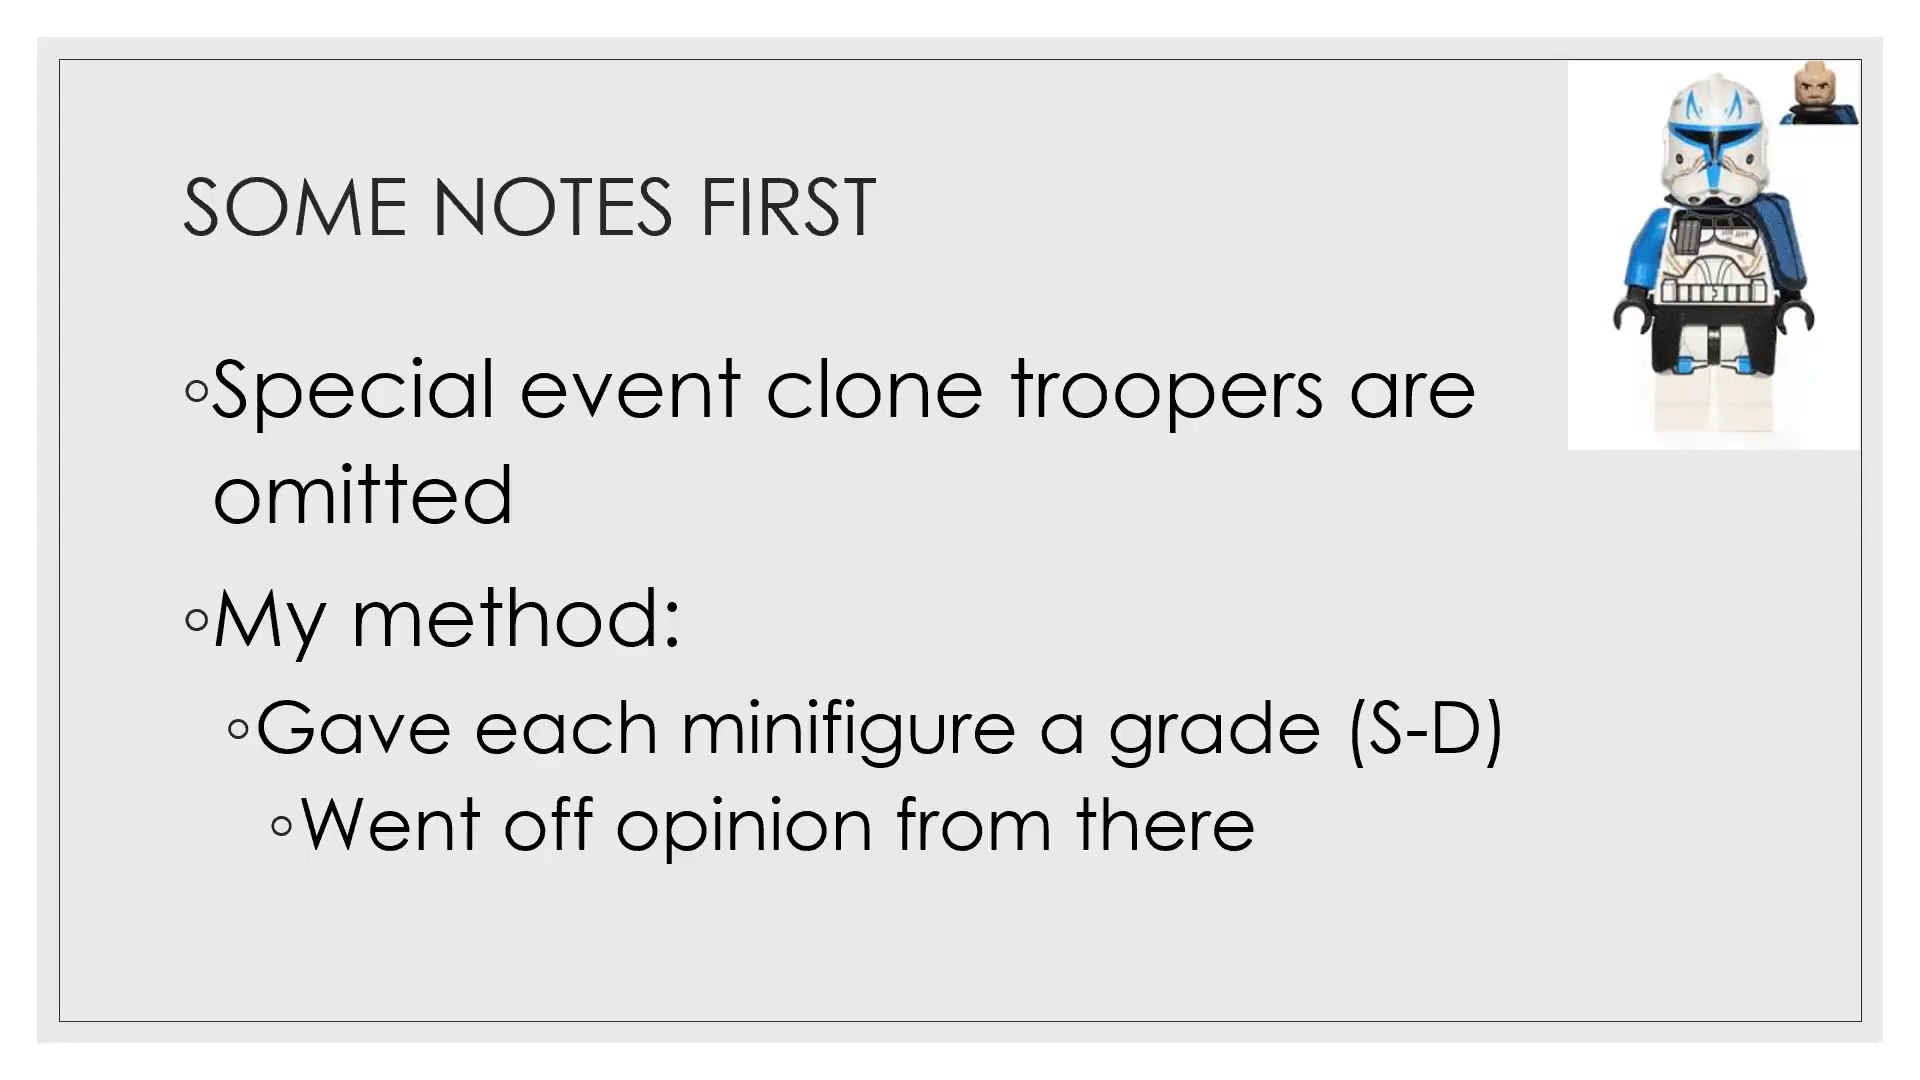 SOME NOTES FIRST
◦Special event clone troopers are
omitted
◦My method:
◦Gave each minifigure a grade (S-D)
◦Went off opinion from there